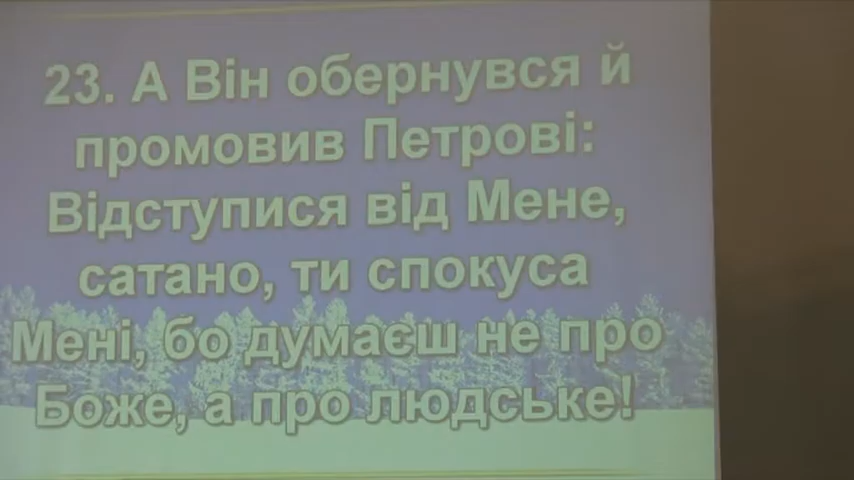 23. А Він обернувся й
промовив Петрові:
Відступися від Мене,
сатано, ти спокуса
Мені, бо думаєш не про
Боже, а про людське!